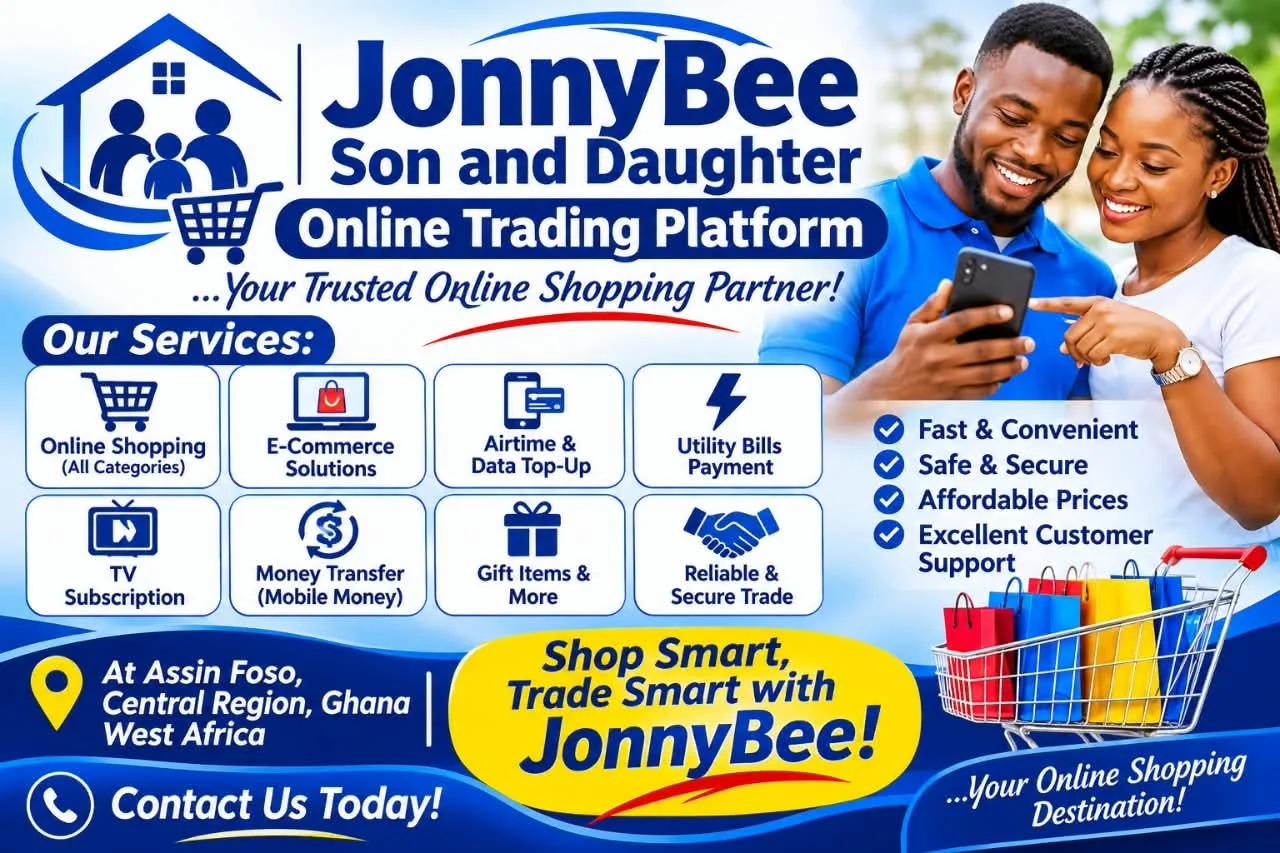 JonnyBee
Son and Daughter
Online Trading Platform
...Your Trusted Online Shopping Partner!
Our Services:
Online Shopping
(All Categories)
E-Commerce
Solutions
Airtime &
Data Top-Up
Utility Bills
Payment
TV
Subscription
Money Transfer
(Mobile Money)
Gift Items &
More
Reliable &
Secure Trade
Fast & Convenient
Safe & Secure
Affordable Prices
Excellent Customer
Support
At Assin Foso,
Central Region, Ghana
West Africa
Shop Smart,
Trade Smart with
JonnyBee!
Contact Us Today!
...Your Online Shopping
Destination!